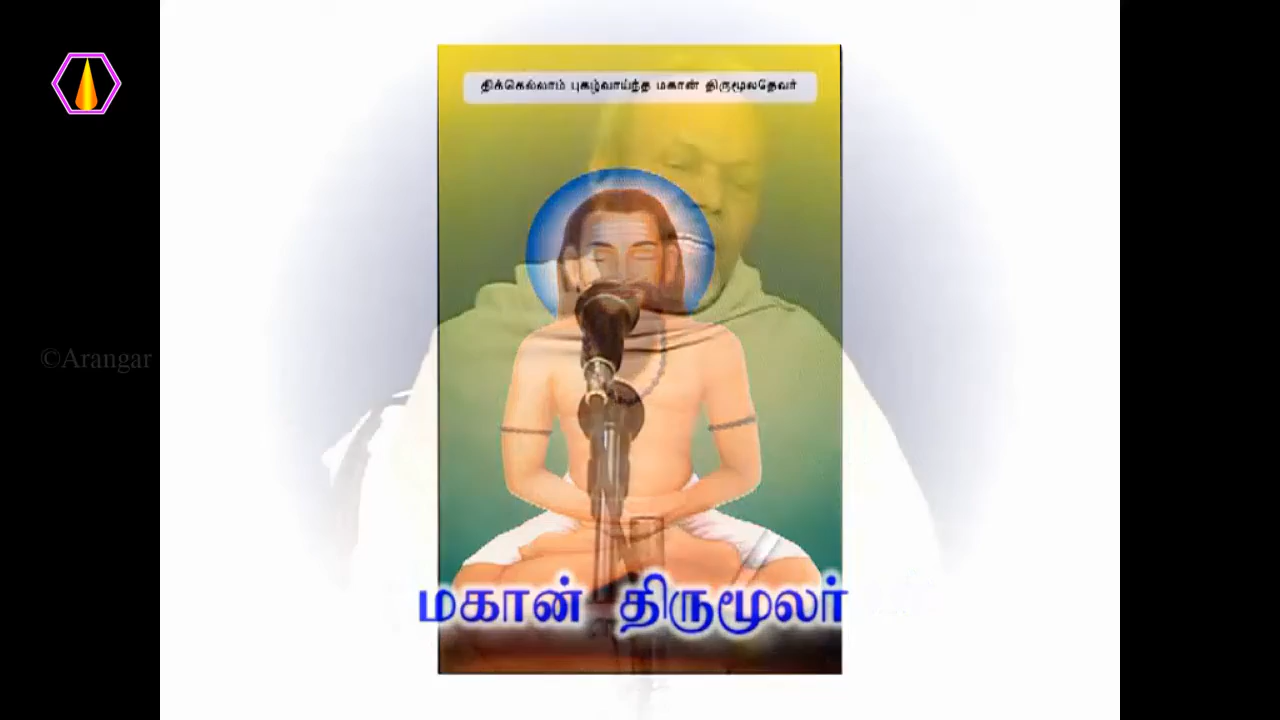 திக்கெல்லாம் புகழ்வாய்ந்த மகான் திருமூலதேவர்
©Arangar
மகான் திருமூலர்